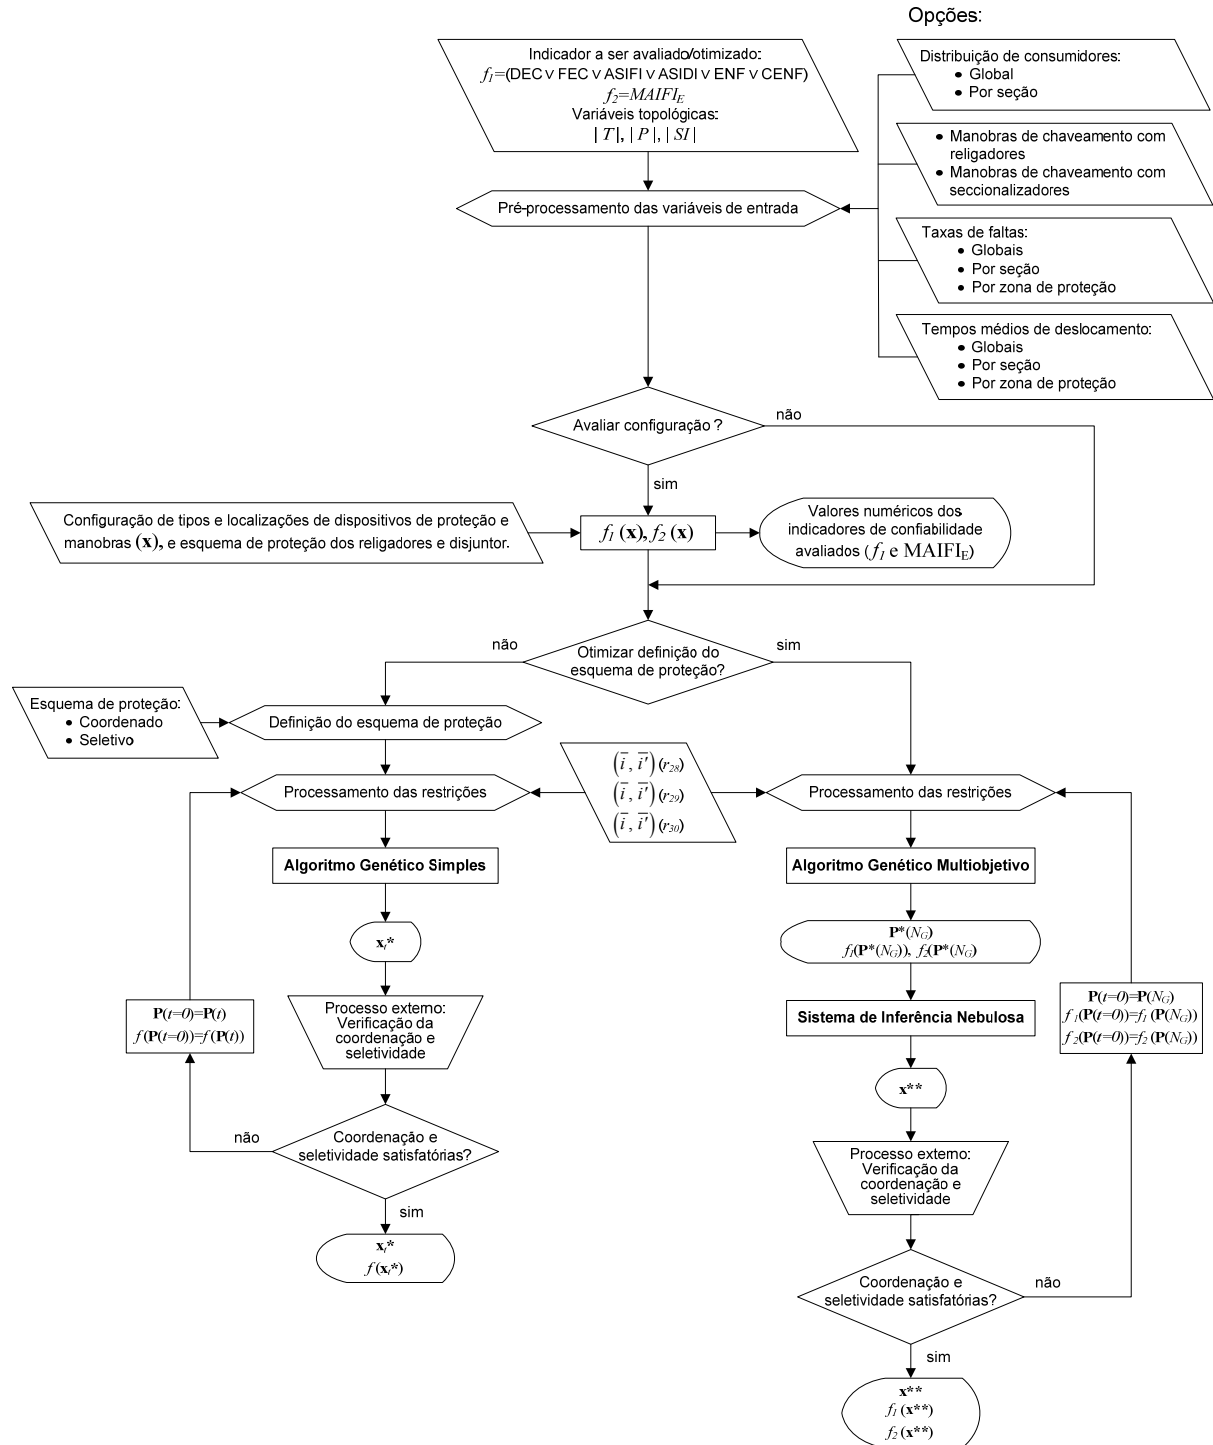 Opções:
Indicador a ser avaliado/otimizado:
f1=(DEC ∨ FEC ∨ ASIFI ∨ ASIDI ∨ ENF ∨ CENF)
f2=MAIFIE
Variáveis topológicas:
| T |, | P |, | SI |
Distribuição de consumidores:
• Global
• Por seção
• Manobras de chaveamento com
religadores
• Manobras de chaveamento com
seccionalizadores
Pré-processamento das variáveis de entrada
Taxas de faltas:
• Globais
• Por seção
• Por zona de proteção
Tempos médios de deslocamento:
• Globais
• Por seção
• Por zona de proteção
Avaliar configuração ?
não
sim
Configuração de tipos e localizações de dispositivos de proteção e
manobras (x), e esquema de proteção dos religadores e disjuntor.
f1 (x), f2 (x)
Valores numéricos dos
indicadores de confiabilidade
avaliados (f1 e MAIFIE)
não
Otimizar definição do
esquema de proteção?
sim
Esquema de proteção:
• Coordenado
• Seletivo
Definição do esquema de proteção
(i̅ , i̅') (r28)
(i̅ , i̅') (r29)
(i̅ , i̅') (r30)
Processamento das restrições
Processamento das restrições
Algoritmo Genético Simples
Algoritmo Genético Multiobjetivo
xt*
P*(NG)
f1(P*(NG)), f2(P*(NG)
P(t=0)=P(t)
f(P(t=0))=f(P(t))
Processo externo:
Verificação da
coordenação e
seletividade
Sistema de Inferência Nebulosa
P(t=0)=P(NG)
f1(P(t=0))=f1 (P(NG))
f2(P(t=0))=f2 (P(NG))
x**
não
Coordenação e
seletividade satisfatórias?
sim
Processo externo:
Verificação da
coordenação e
seletividade
xt*
f(xt*)
Coordenação e
seletividade satisfatórias?
não
sim
x**
f1 (x**)
f2 (x**)